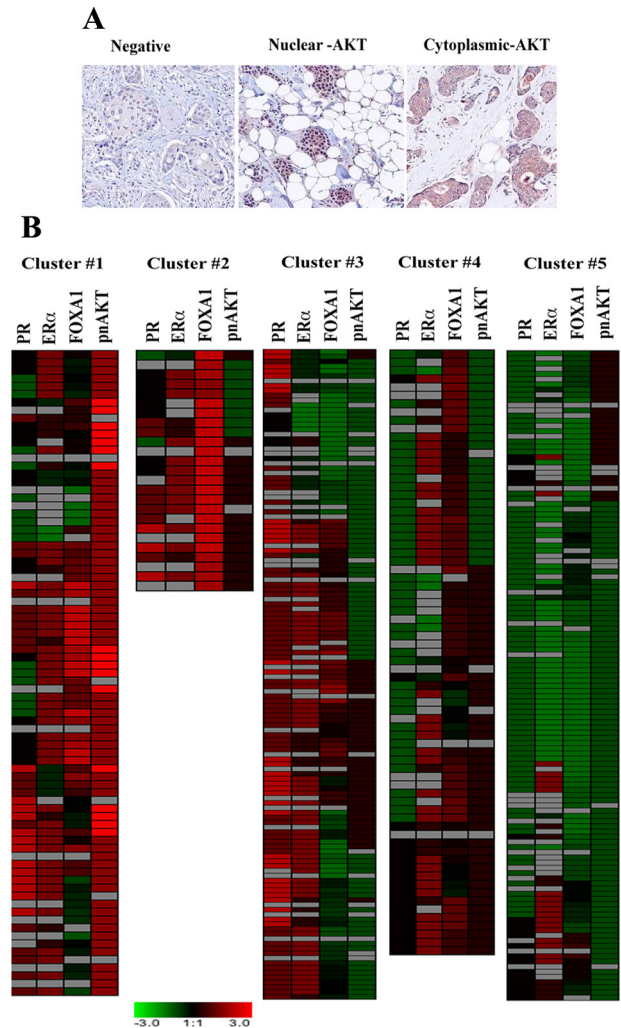 A
Negative
Nuclear -AKT
Cytoplasmic-AKT
B
Cluster #1
Cluster #2
Cluster #3
Cluster #4
Cluster #5
PR
ERα
FOXA1
pnAKT
PR
ERα
FOXA1
pnAKT
PR
ERα
FOXA1
pnAKT
PR
ERα
FOXA1
pnAKT
PR
ERα
FOXA1
pnAKT
-3.0
1:1
3.0